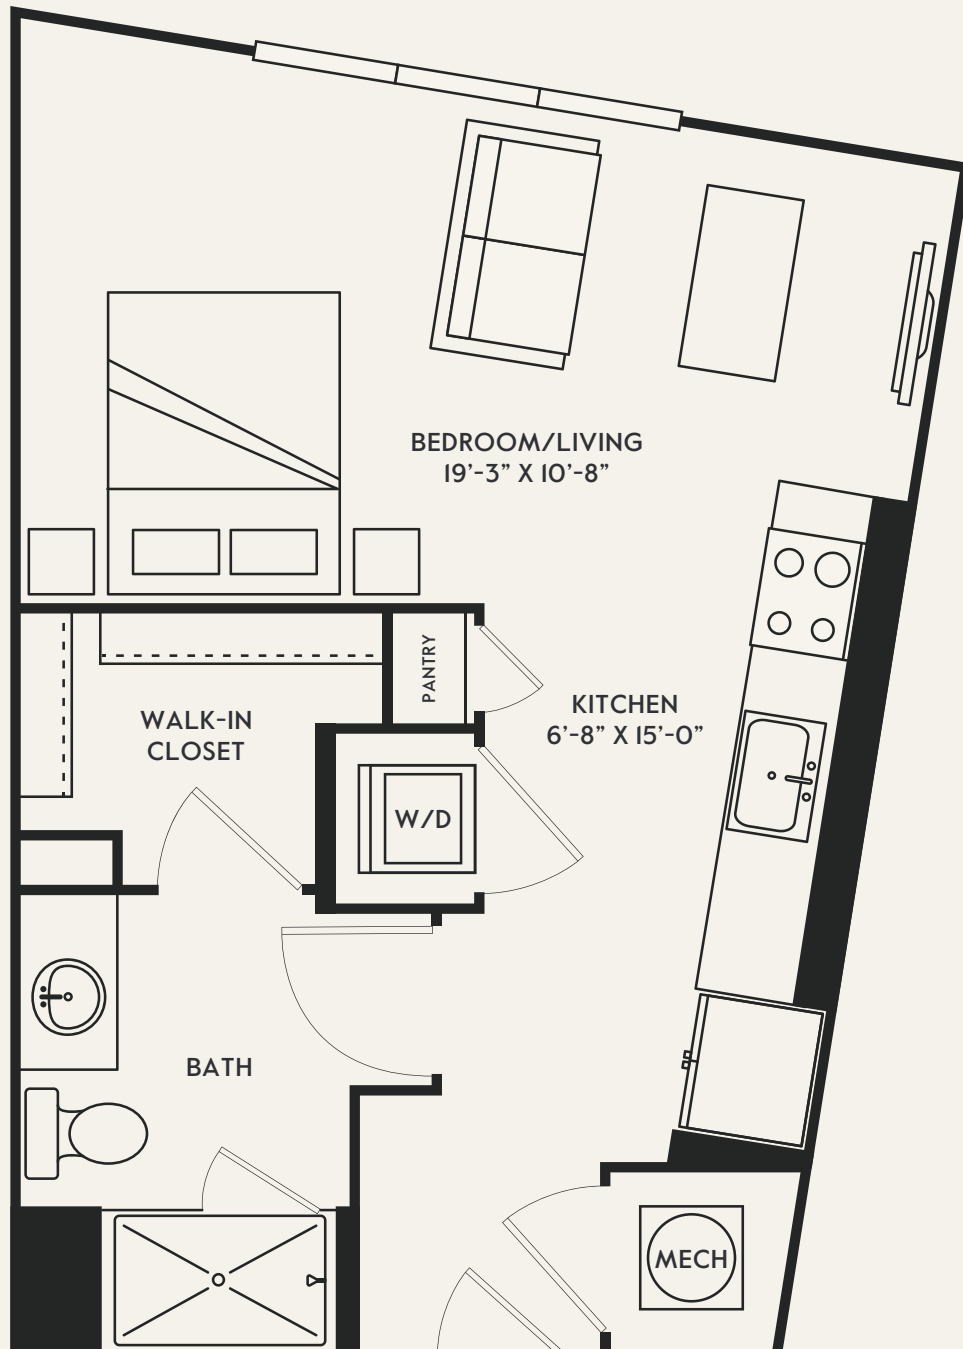 BEDROOM/LIVING
19’-3” X 10’-8”
PANTRY
KITCHEN
6’-8” X 15’-0”
WALK-IN
CLOSET
W/D
BATH
MECH